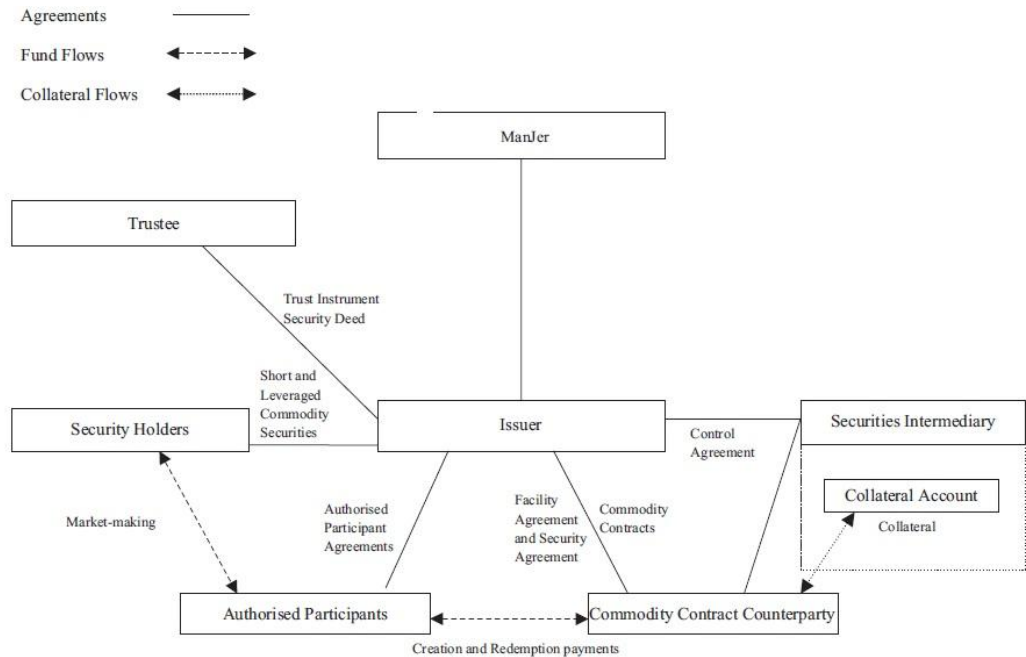 Agreements
Fund Flows
Collateral Flows
ManJer
Trustee
Trust Instrument
Security Deed
Short and
Leveraged
Commodity
Securities
Security Holders
Issuer
Control
Agreement
Securities Intermediary
Collateral Account
Collateral
Market-making
Authorised
Participant
Agreements
Facility
Agreement
and Security
Agreement
Commodity
Contracts
Authorised Participants
Commodity Contract Counterparty
Creation and Redemption payments